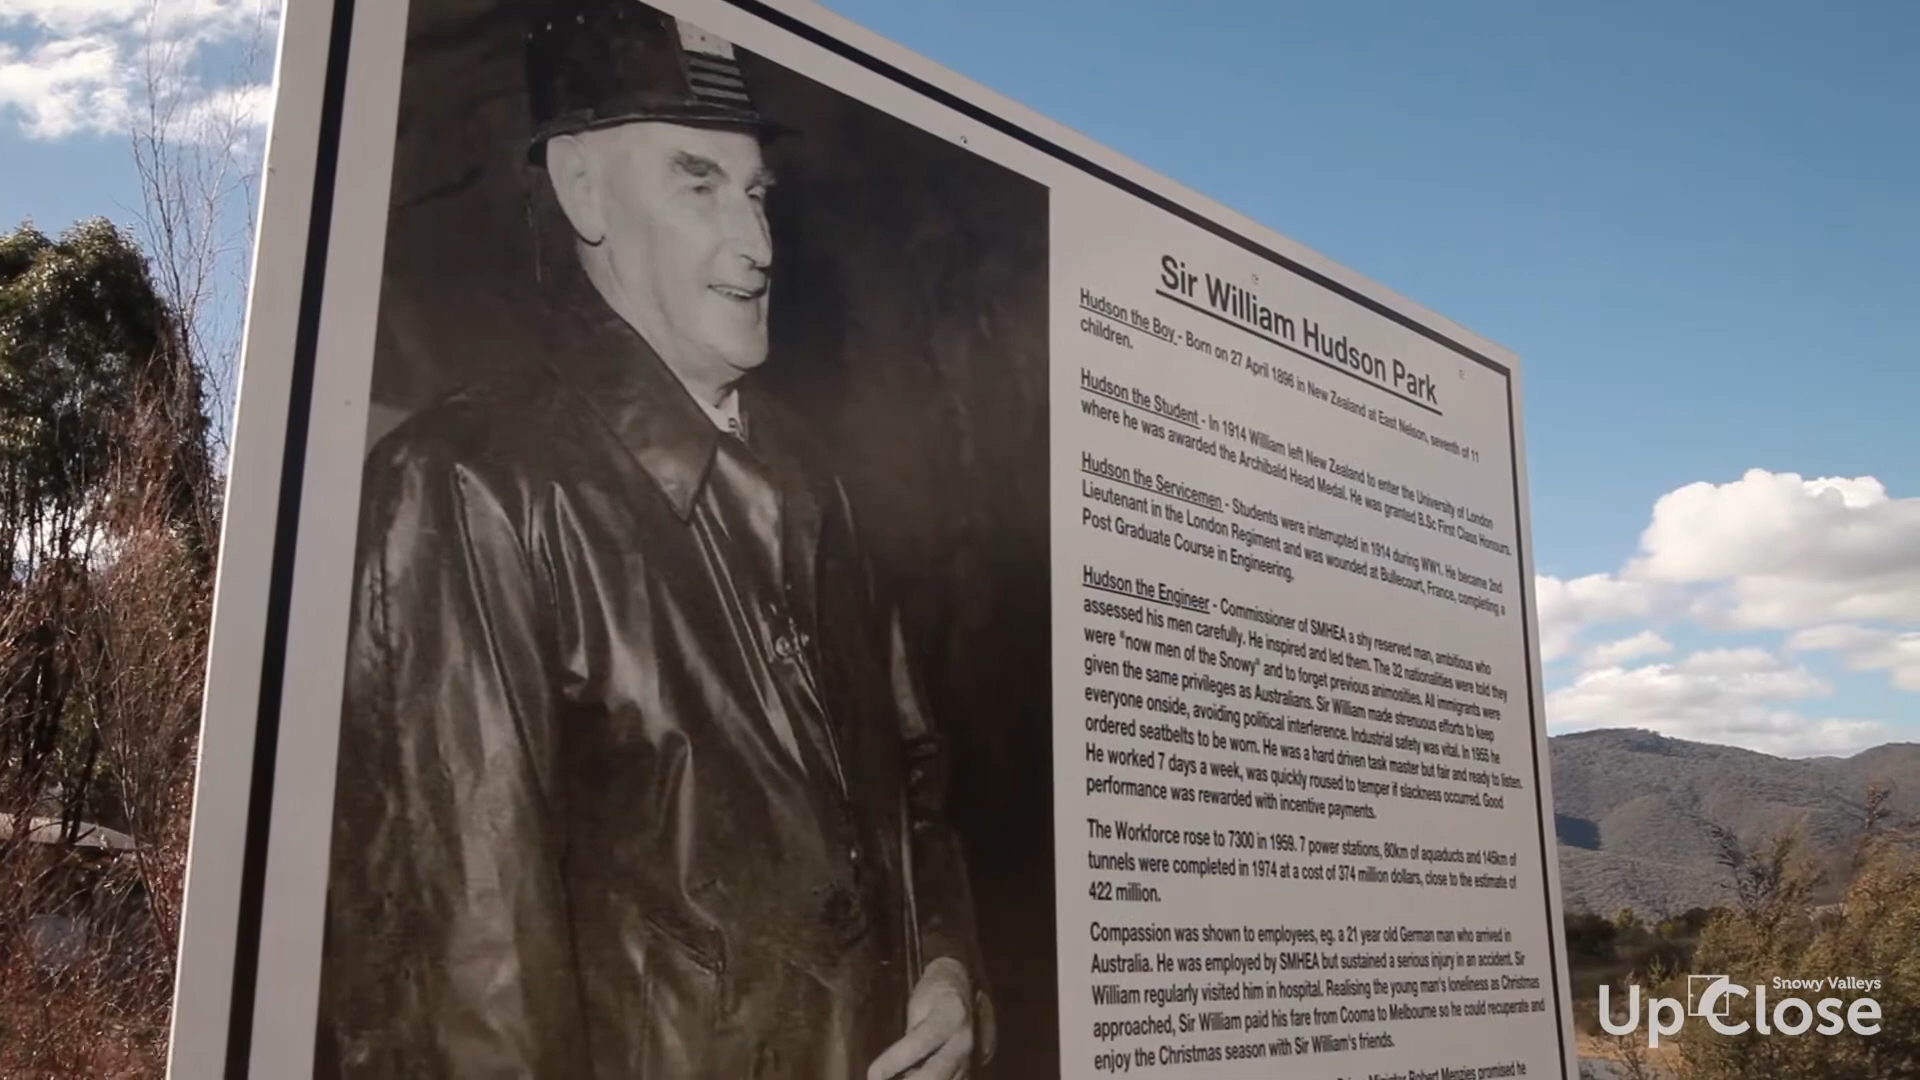 Sir William Hudson Park
Hudson the Boy - Born on 27 April 1896 in New Zealand at East Nelson, seventh of 11
children.
Hudson the Student - In 1914 William left New Zealand to enter the University of London
where he was awarded the Archibald Head Medal. He was granted B.Sc First Class Honours.
Hudson the Servicemen - Students were interrupted in 1914 during WW1. He became 2nd
Lieutenant in the London Regiment and was wounded at Bullecourt, France, completing a
Post Graduate Course in Engineering.
Hudson the Engineer - Commissioner of SMHEA a shy reserved man, ambitious who
assessed his men carefully. He inspired and led them. The 32 nationalities were told they
were "now men of the Snowy" and to forget previous animosities. All immigrants were
given the same privileges as Australians. Sir William made strenuous efforts to keep
everyone onside, avoiding political interference. Industrial safety was vital. In 1955 he
ordered seatbelts to be worn. He was a hard driven task master but fair and ready to listen.
He worked 7 days a week, was quickly roused to temper if slackness occurred. Good
performance was rewarded with incentive payments.
The Workforce rose to 7300 in 1959. 7 power stations, 80km of aquaducts and 145km of
tunnels were completed in 1974 at a cost of 374 million dollars, close to the estimate of
422 million.
Compassion was shown to employees, eg. a 21 year old German man who arrived in
Australia. He was employed by SMHEA but sustained a serious injury in an accident. Sir
William regularly visited him in hospital. Realising the young man's loneliness as Christmas
approached, Sir William paid his fare from Cooma to Melbourne so he could recuperate and
enjoy the Christmas season with Sir William's friends.
Minister Robert Menzies promised he
Snowy Valleys
Up Close